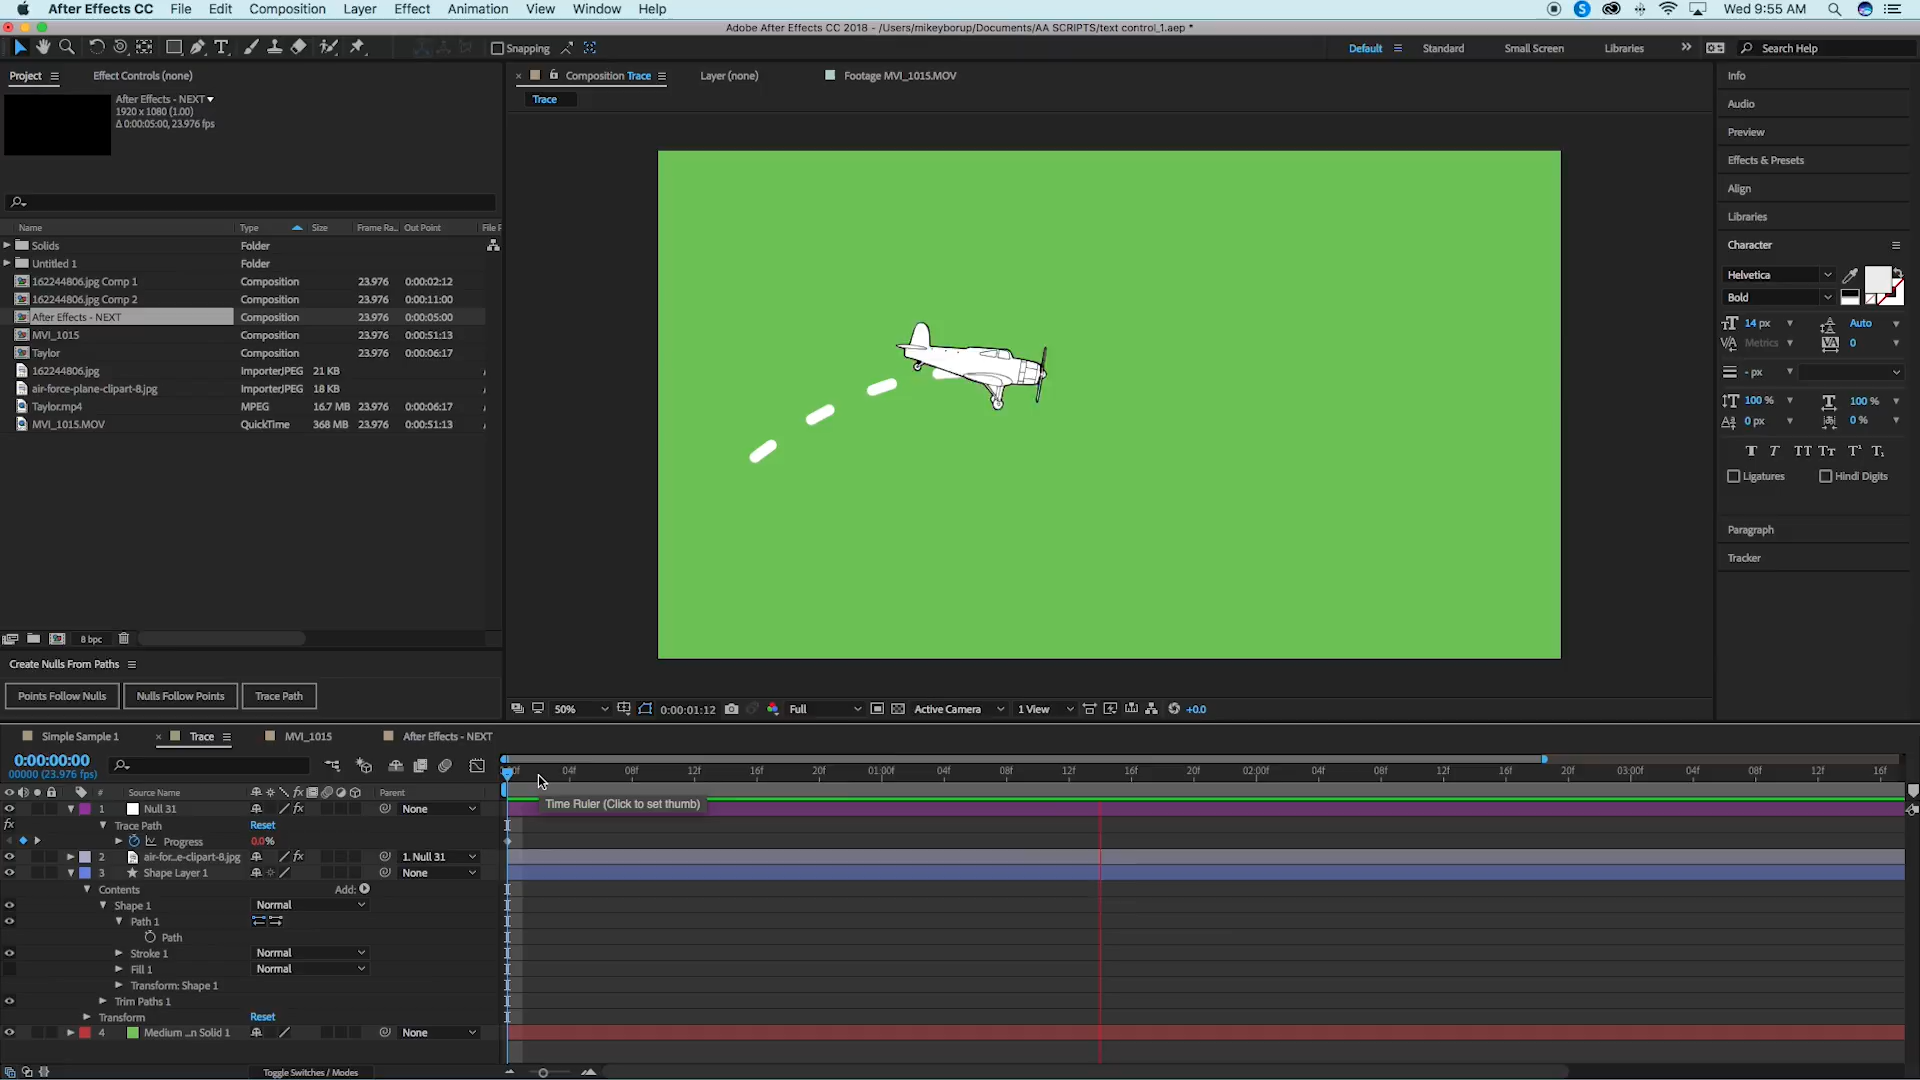 After Effects CC File Edit Composition Layer Effect Animation View Window Help
Wed 9:55 AM
Adobe After Effects CC 2018 - /Users/mikeyborup/Documents/AA SCRIPTS/text control_1.aep *
Snapping
Default Standard Small Screen Libraries Search Help
Project Effect Controls (none)
Composition Trace Layer (none) Footage MVI_1015.MOV
Trace
After Effects - NEXT
1920 x 1080 (1.00)
Δ 0:00:05:00, 23.976 fps
Name Type Size Frame Ra... Out Point File P
Solids Folder
Untitled 1 Folder
162244806.jpg Comp 1 Composition 23.976 0:00:02:12
162244806.jpg Comp 2 Composition 23.976 0:00:11:00
After Effects - NEXT Composition 23.976 0:00:05:00
MVI_1015 Composition 23.976 0:00:51:13
Taylor Composition 23.976 0:00:06:17
162244806.jpg ImporterJPEG 21 KB
air-force-plane-clipart-8.jpg ImporterJPEG 18 KB
Taylor.mp4 MPEG 16.7 MB 23.976 0:00:06:17
MVI_1015.MOV QuickTime 368 MB 23.976 0:00:51:13
8 bpc
Create Nulls From Paths
Points Follow Nulls Nulls Follow Points Trace Path
50% 0:00:01:12 Full Active Camera 1 View +0.0
Info
Audio
Preview
Effects & Presets
Align
Libraries
Character
Helvetica
Bold
14 px Auto
Metrics 0
- px
100 % 100 %
0 px 0 %
Ligatures Hindi Digits
Paragraph
Tracker
Simple Sample 1 Trace MVI_1015 After Effects - NEXT
0:00:00:00
00000 (23.976 fps)
04f 08f 12f 16f 20f 01:00f 04f 08f 12f 16f 20f 02:00f 04f 08f 12f 16f 20f 03:00f 04f 08f 12f 16f
# Source Name Parent
Time Ruler (Click to set thumb)
1 Null 31 None
Trace Path Reset
Progress 0.0%
2 air-for...e-clipart-8.jpg 1. Null 31
3 Shape Layer 1 None
Contents Add:
Shape 1 Normal
Path 1
Path
Stroke 1 Normal
Fill 1 Normal
Transform: Shape 1
Trim Paths 1
Transform Reset
4 Medium ...n Solid 1 None
Toggle Switches / Modes